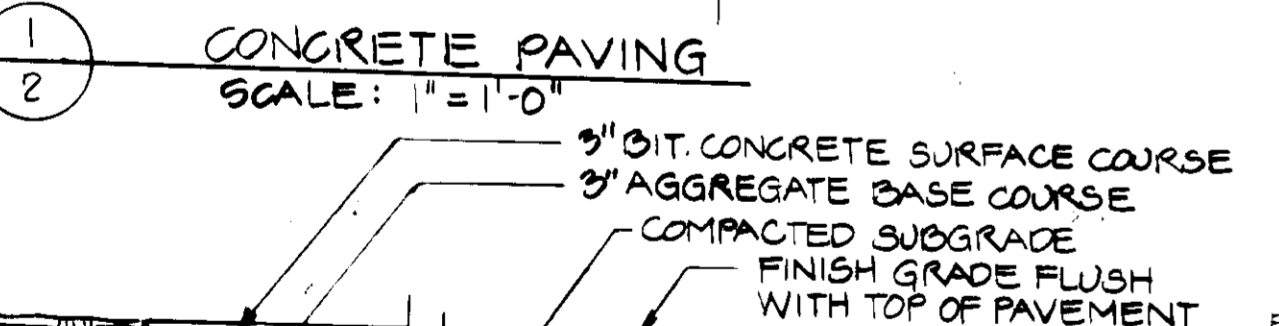 1
2
CONCRETE PAVING
SCALE: 1" = 1'-0"
3" BIT. CONCRETE SURFACE COURSE
3" AGGREGATE BASE COURSE
COMPACTED SUBGRADE
FINISH GRADE FLUSH
WITH TOP OF PAVEMENT